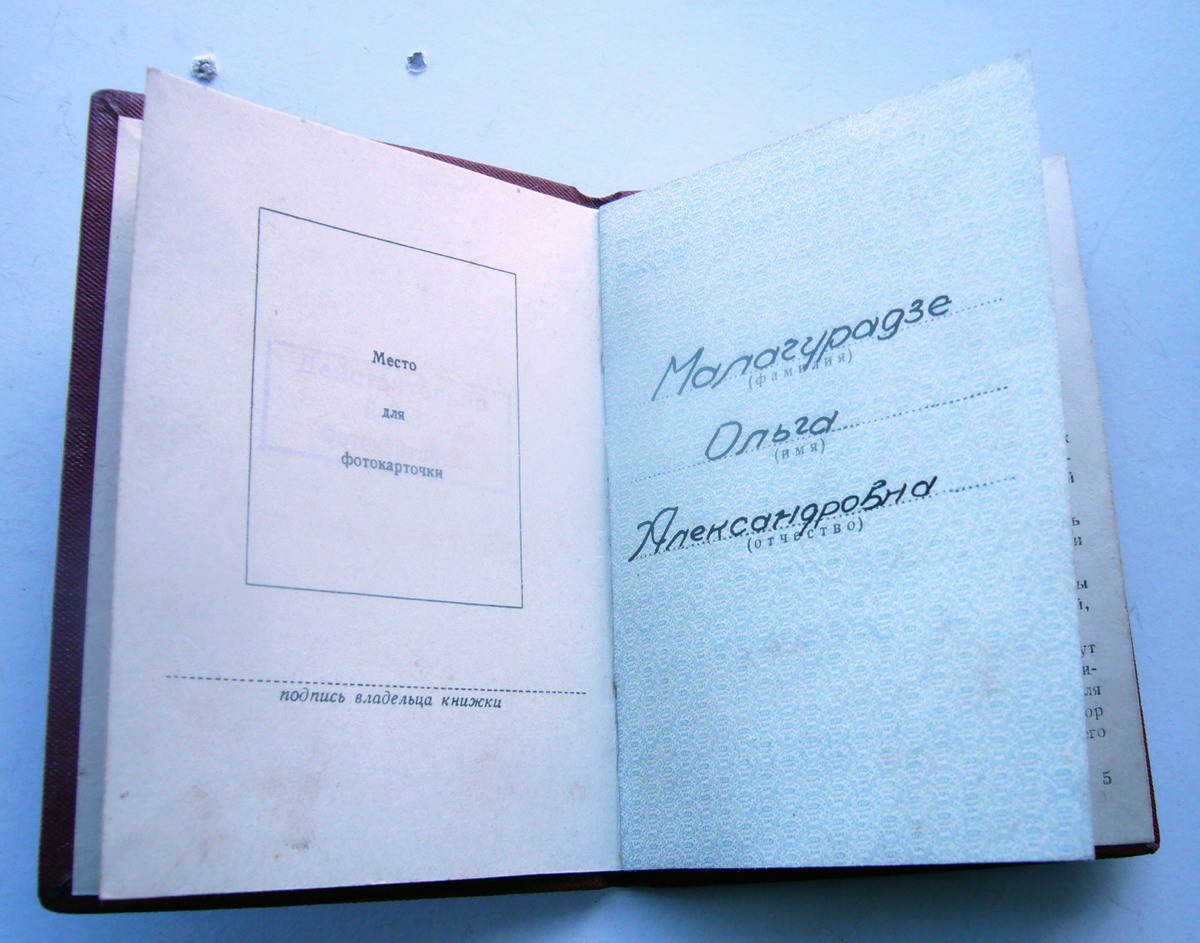 Место
для
фотокарточки
подпись владельца книжки
Малагурадзе
(фамилия)
Ольга
(имя)
Александровна
(отчество)
5